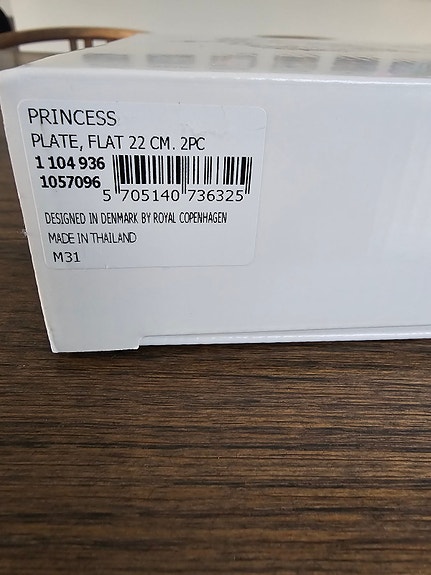 PRINCESS
PLATE, FLAT 22 CM. 2PC
1 104 936
1057096
5 705140 736325
DESIGNED IN DENMARK BY ROYAL COPENHAGEN
MADE IN THAILAND
M31